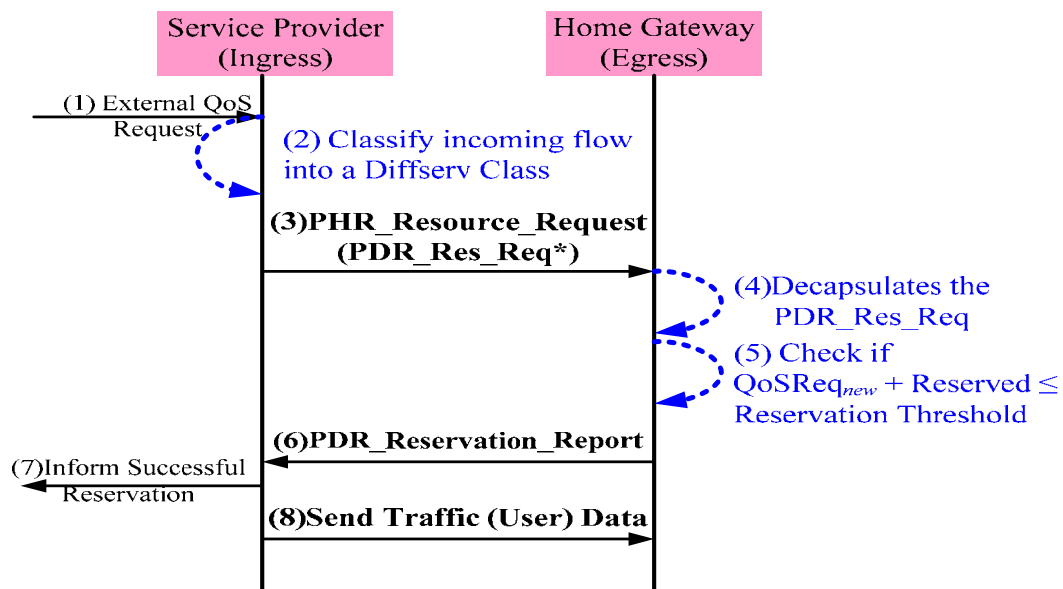 Service Provider
(Ingress)
Home Gateway
(Egress)
(1) External QoS
Request
(2) Classify incoming flow
into a Diffserv Class
(3)PHR_Resource_Request
(PDR_Res_Req*)
(4)Decapsulates the
PDR_Res_Req
(5) Check if
QoSReqnew + Reserved ≤
Reservation Threshold
(6)PDR_Reservation_Report
(7)Inform Successful
Reservation
(8)Send Traffic (User) Data